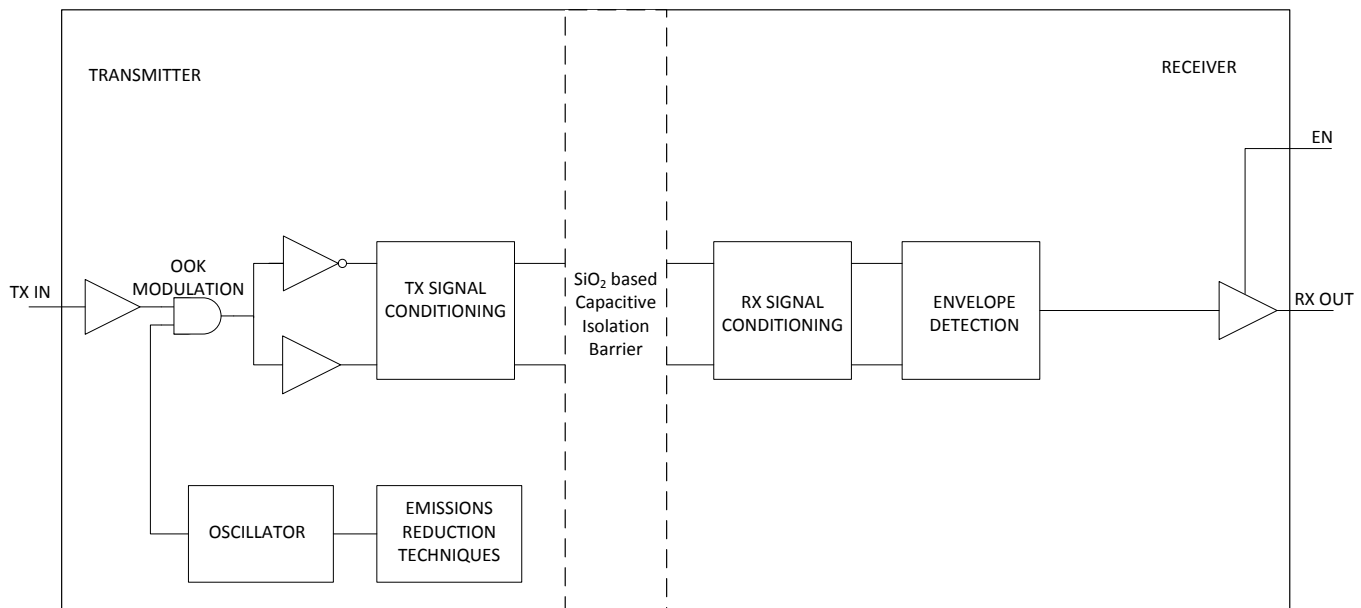 TRANSMITTER
RECEIVER
EN
OOK
MODULATION
TX IN
TX SIGNAL
CONDITIONING
SiO₂ based
Capacitive
Isolation
Barrier
RX SIGNAL
CONDITIONING
ENVELOPE
DETECTION
RX OUT
OSCILLATOR
EMISSIONS
REDUCTION
TECHNIQUES